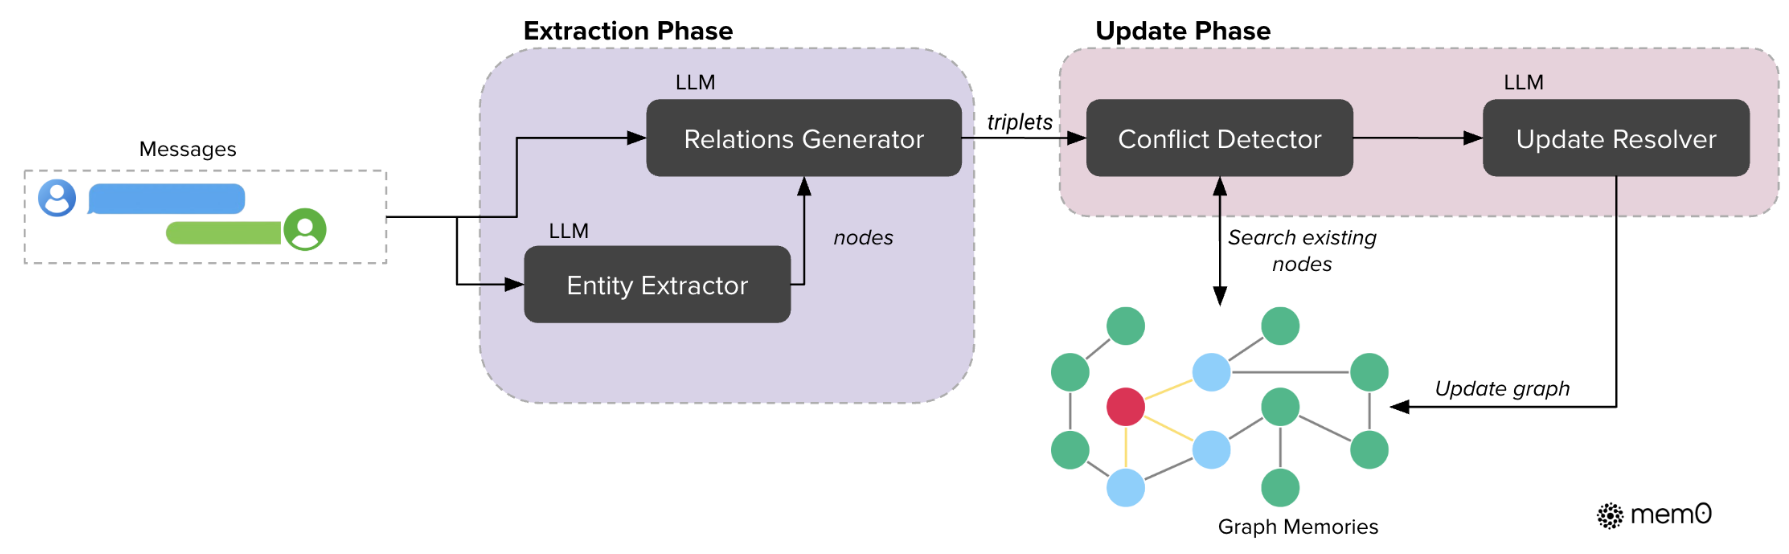 Extraction Phase
Update Phase
LLM
LLM
Messages
Relations Generator
triplets
Conflict Detector
Update Resolver
LLM
nodes
Search existing
nodes
Entity Extractor
Update graph
Graph Memories
mem0